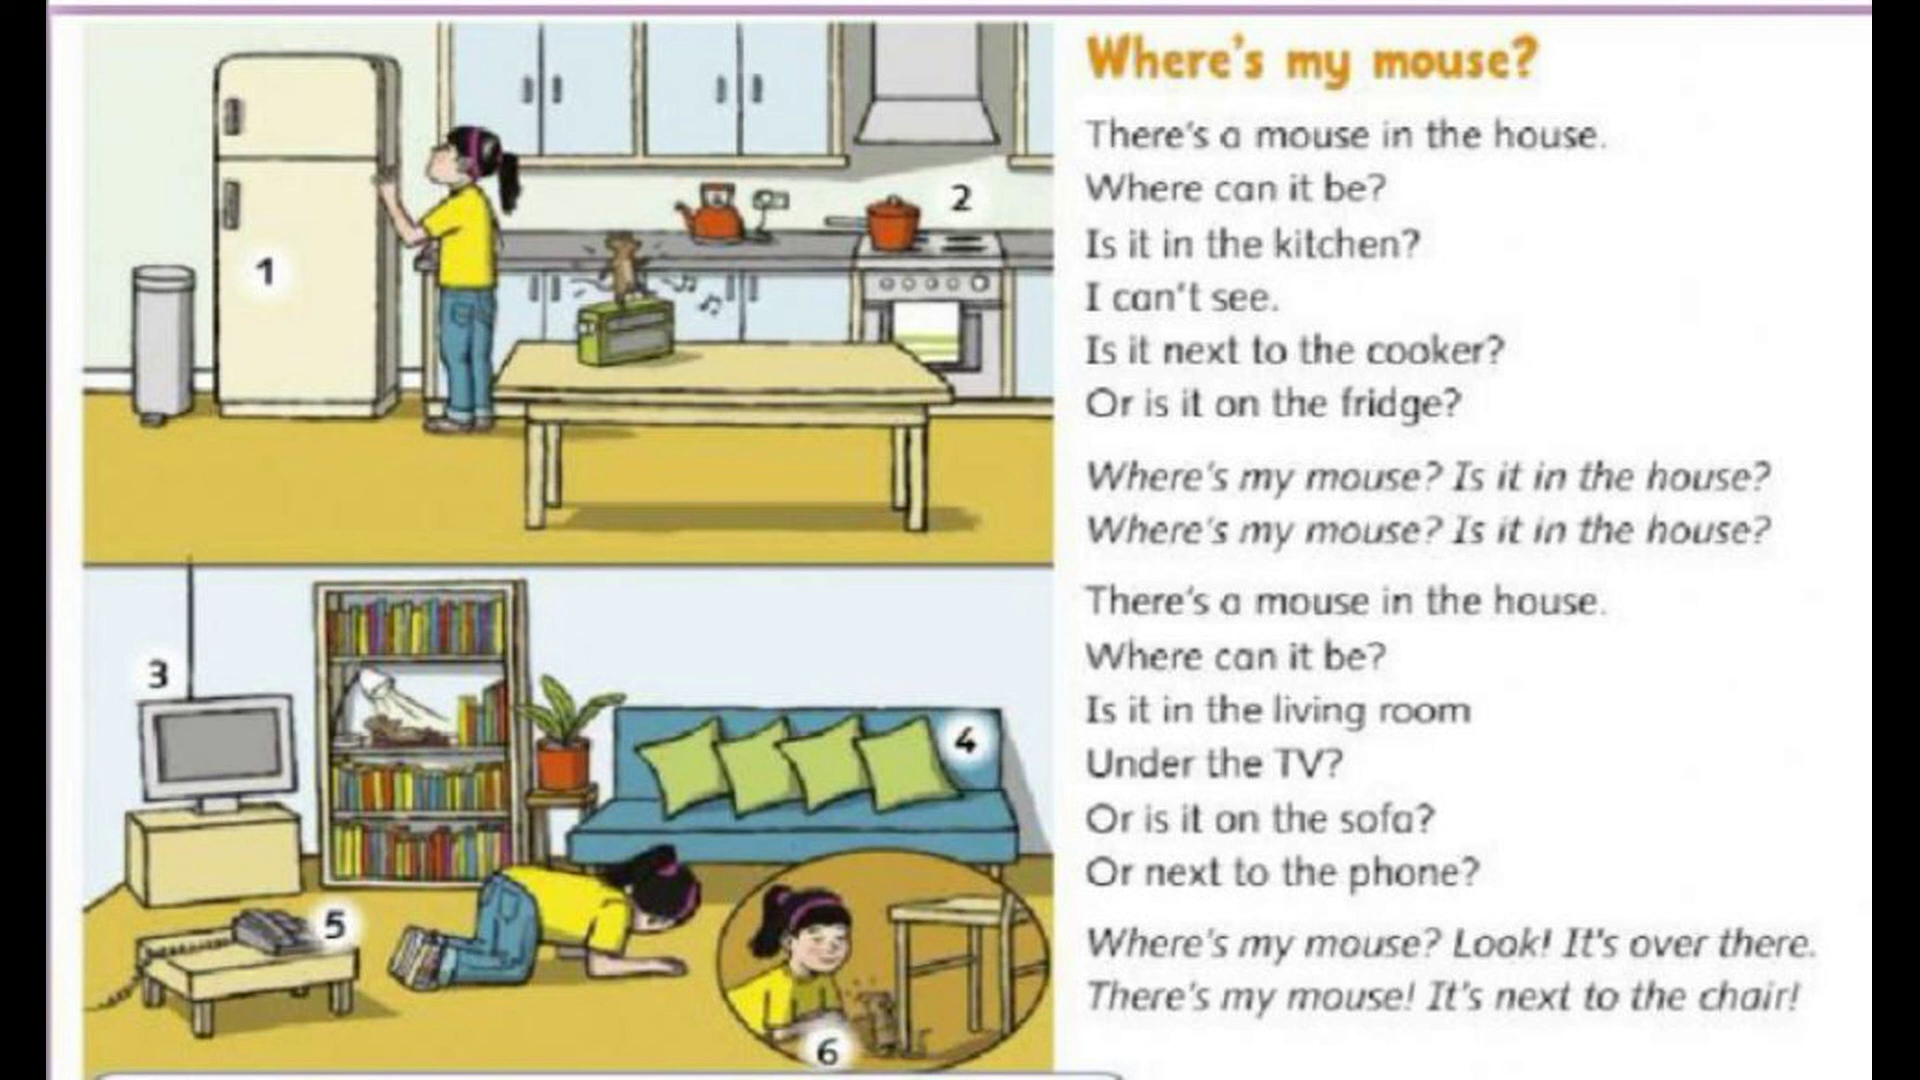 Where's my mouse?
There's a mouse in the house.
Where can it be?
Is it in the kitchen?
I can't see.
Is it next to the cooker?
Or is it on the fridge?
Where's my mouse? Is it in the house?
Where's my mouse? Is it in the house?
There's a mouse in the house.
Where can it be?
Is it in the living room
Under the TV?
Or is it on the sofa?
Or next to the phone?
Where's my mouse? Look! It's over there.
There's my mouse! It's next to the chair!
1
2
3
4
5
6